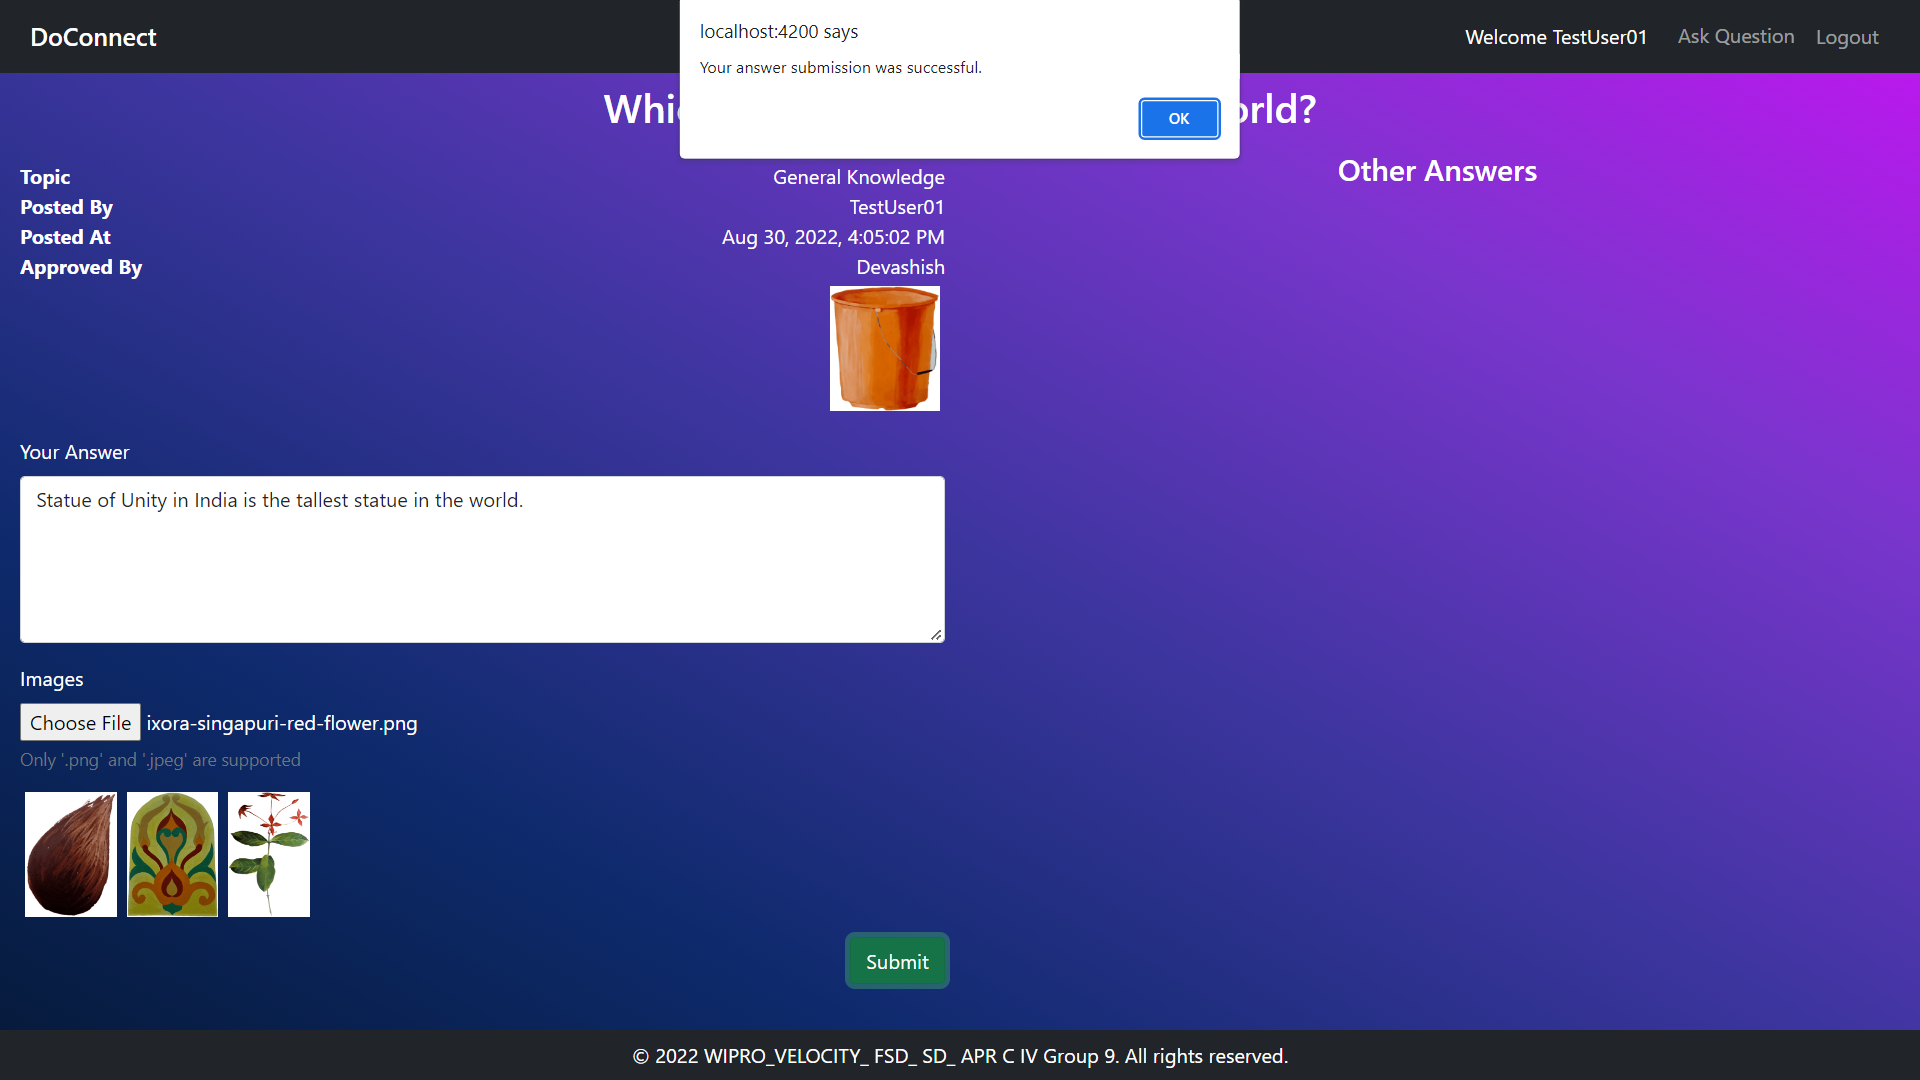 DoConnect
Welcome TestUser01
Ask Question
Logout
localhost:4200 says
Your answer submission was successful.
OK
Topic General Knowledge
Posted By TestUser01
Posted At Aug 30, 2022, 4:05:02 PM
Approved By Devashish
Other Answers
Your Answer
Statue of Unity in India is the tallest statue in the world.
Images
Choose File ixora-singapuri-red-flower.png
Only '.png' and '.jpeg' are supported
Submit
© 2022 WIPRO_VELOCITY_ FSD_ SD_ APR C IV Group 9. All rights reserved.